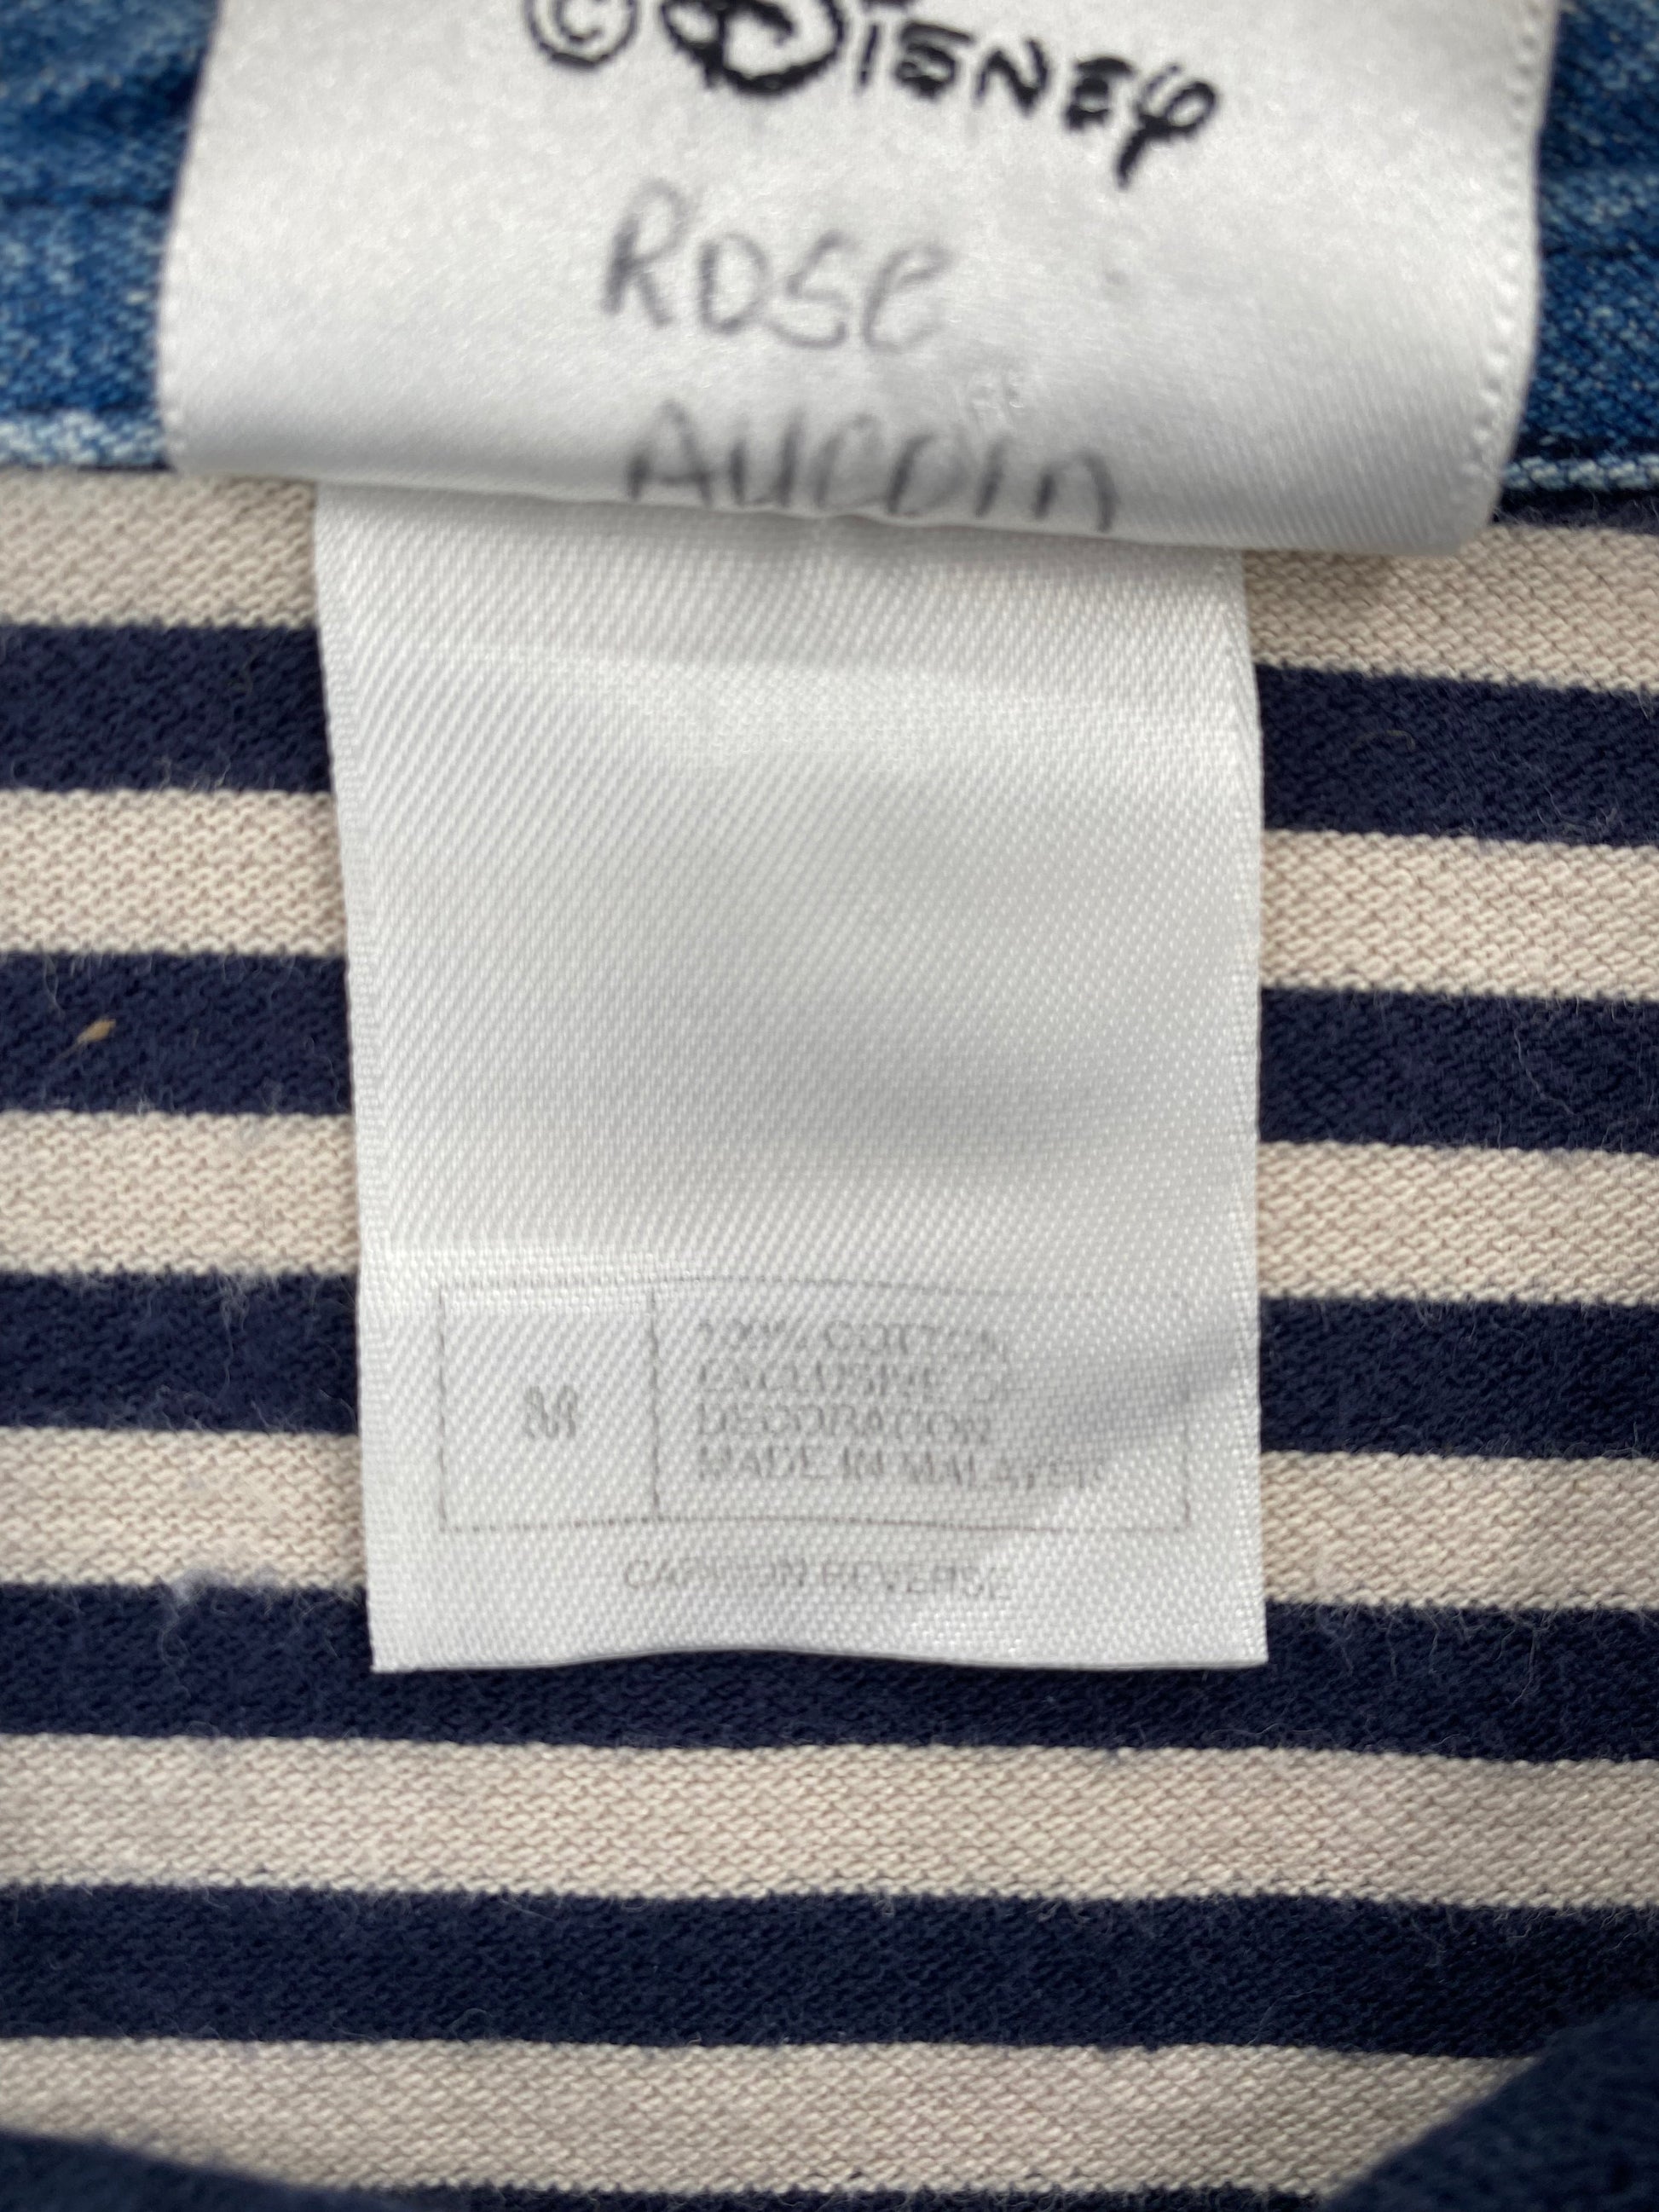 © Disney
Rose
Aucoin
M
100% COTTON
EXCLUSIVE OF
DECORATION
MADE IN MALAYSIA
CARE ON REVERSE